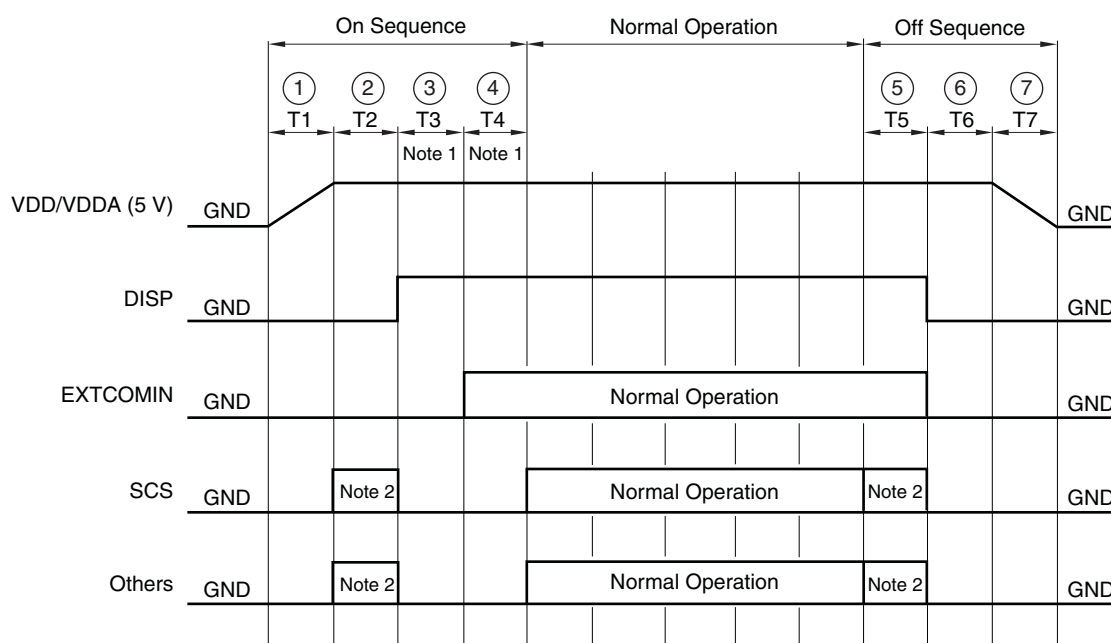 On Sequence Normal Operation Off Sequence
1 2 3 4 5 6 7
T1 T2 T3 T4 T5 T6 T7
Note 1 Note 1
VDD/VDDA (5 V) GND GND
DISP GND GND
EXTCOMIN GND Normal Operation GND
SCS GND Note 2 Normal Operation Note 2 GND
Others GND Note 2 Normal Operation Note 2 GND